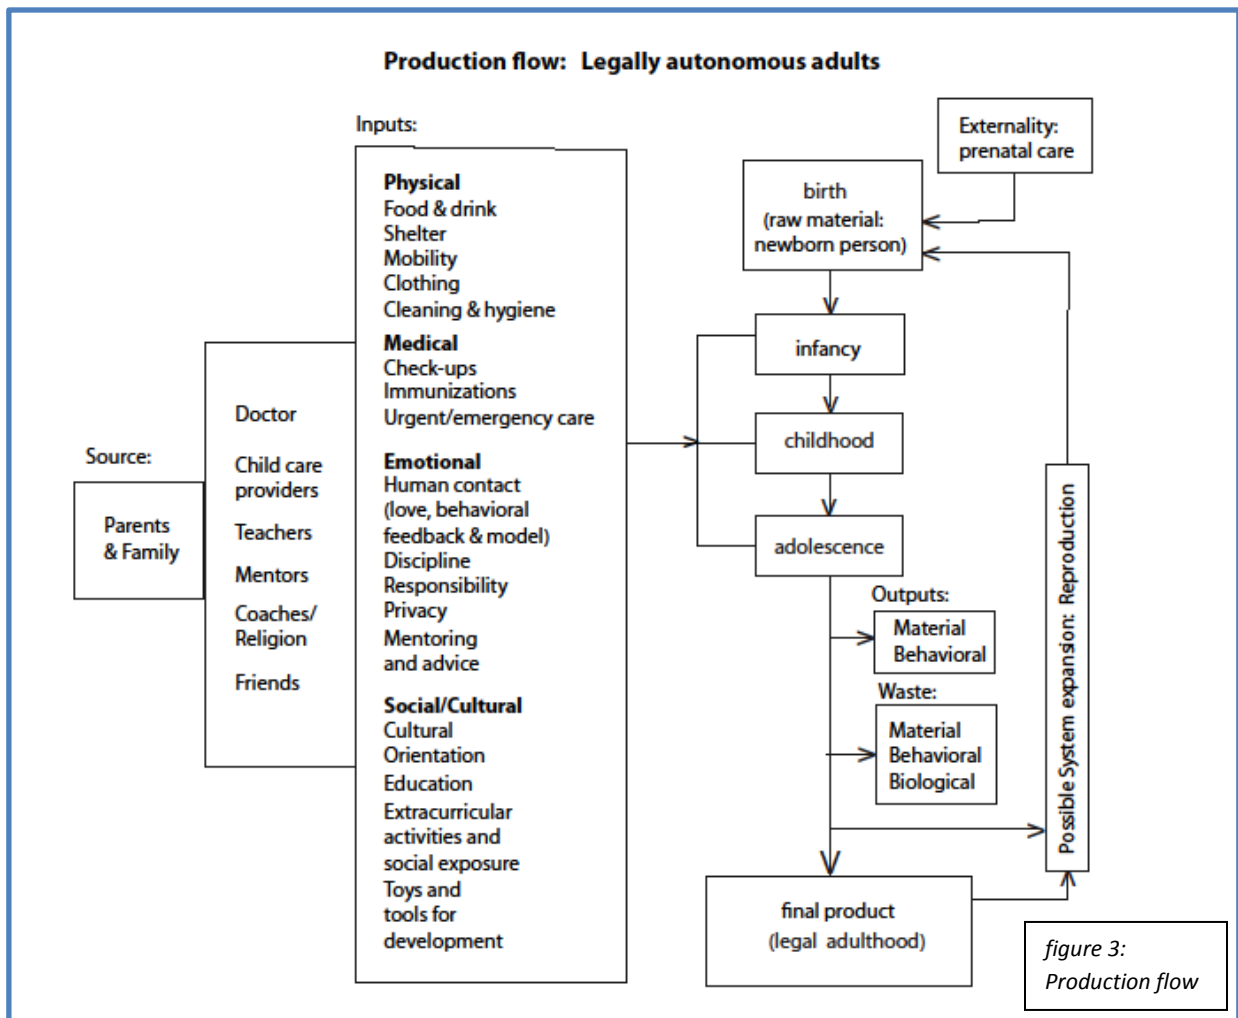 Production flow: Legally autonomous adults
Inputs:
Externality:
prenatal care
Physical
Food & drink
Shelter
Mobility
Clothing
Cleaning & hygiene
Medical
Check-ups
Immunizations
Urgent/emergency care
Emotional
Human contact
(love, behavioral
feedback & model)
Discipline
Responsibility
Privacy
Mentoring
and advice
Social/Cultural
Cultural
Orientation
Education
Extracurricular
activities and
social exposure
Toys and
tools for
development
Source:
Parents
& Family
Doctor
Child care
providers
Teachers
Mentors
Coaches/
Religion
Friends
birth
(raw material:
newborn person)
infancy
childhood
adolescence
Outputs:
Material
Behavioral
Waste:
Material
Behavioral
Biological
Possible System expansion: Reproduction
final product
(legal adulthood)
figure 3:
Production flow